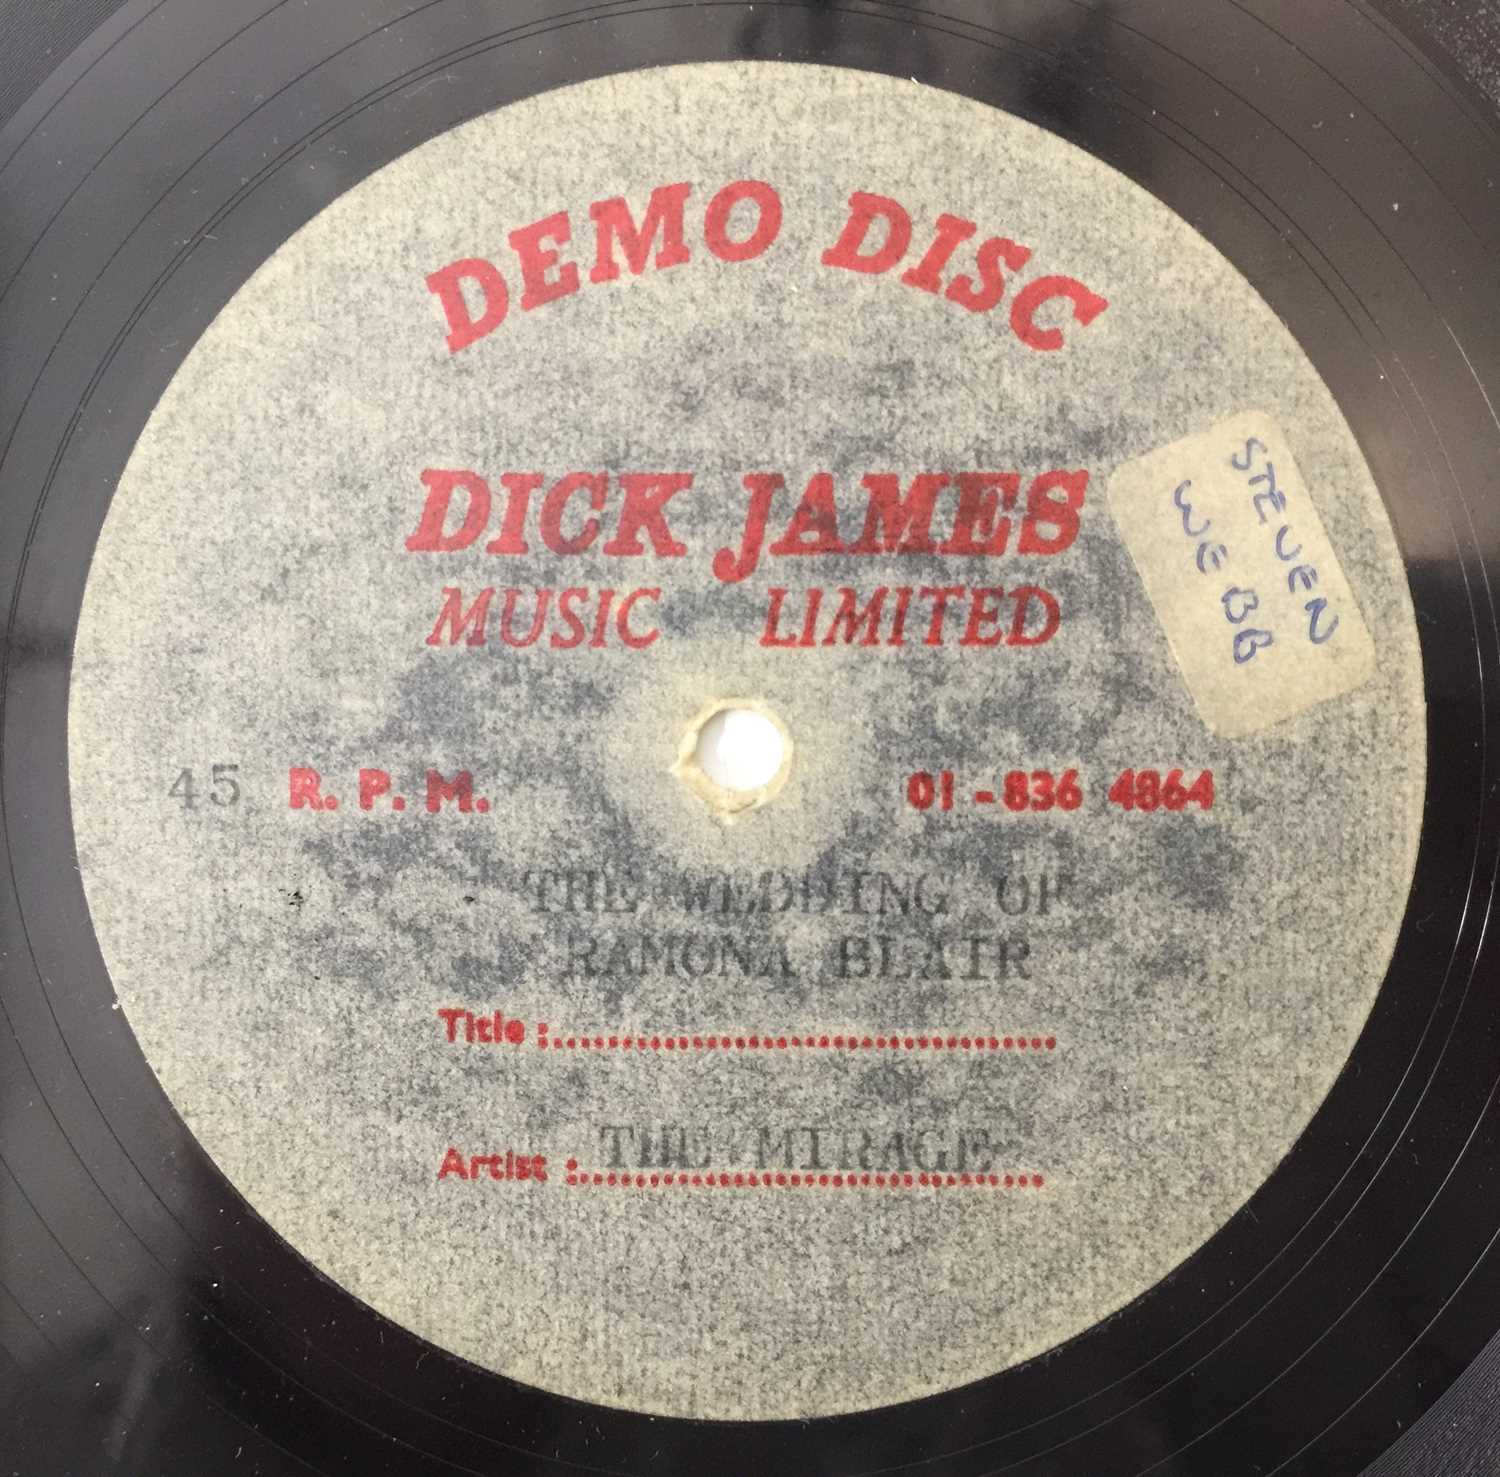 DEMO DISC
DICK JAMES
MUSIC LIMITED
STEVEN
WEBB
45 R. P. M.
01-836 4864
THE WEDDING OF
RAMONA BLAIR
Title :......................................
Artist : THE MIRAGE